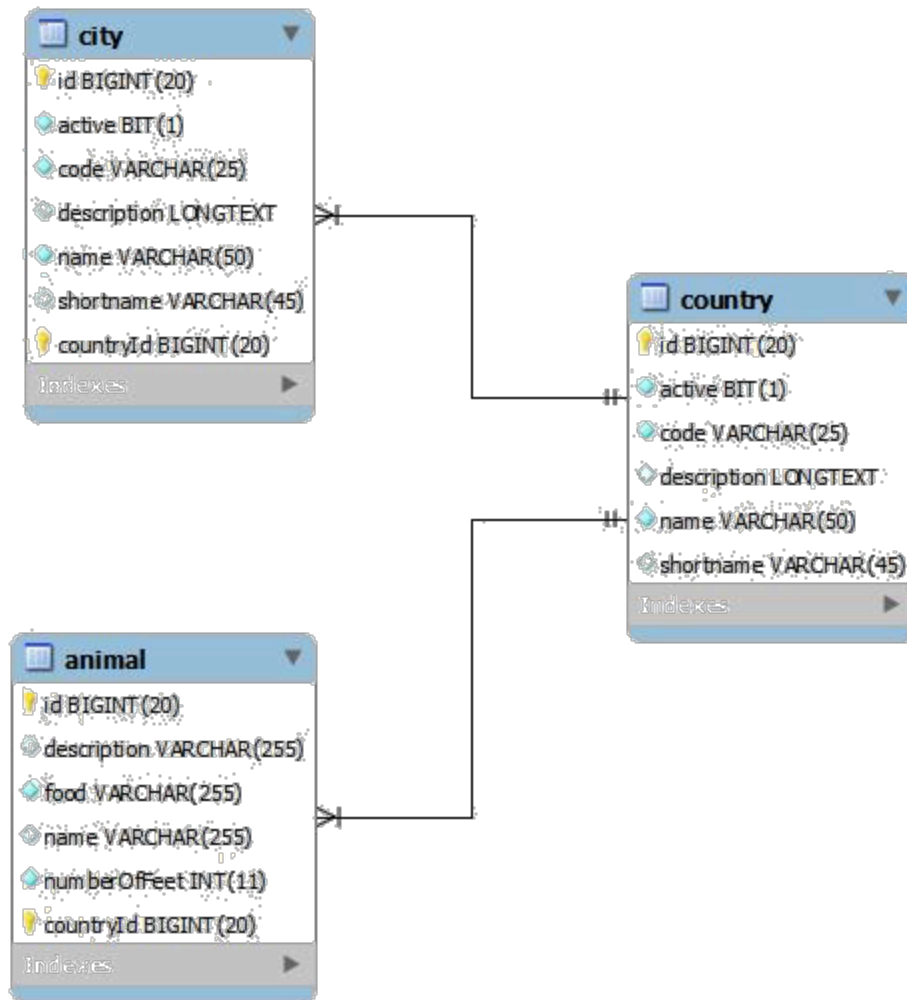 city
id BIGINT(20)
active BIT(1)
code VARCHAR(25)
description LONGTEXT
name VARCHAR(50)
shortname VARCHAR(45)
countryId BIGINT(20)
Indexes
country
id BIGINT(20)
active BIT(1)
code VARCHAR(25)
description LONGTEXT
name VARCHAR(50)
shortname VARCHAR(45)
Indexes
animal
id BIGINT(20)
description VARCHAR(255)
food VARCHAR(255)
name VARCHAR(255)
numberOfFeet INT(11)
countryId BIGINT(20)
Indexes